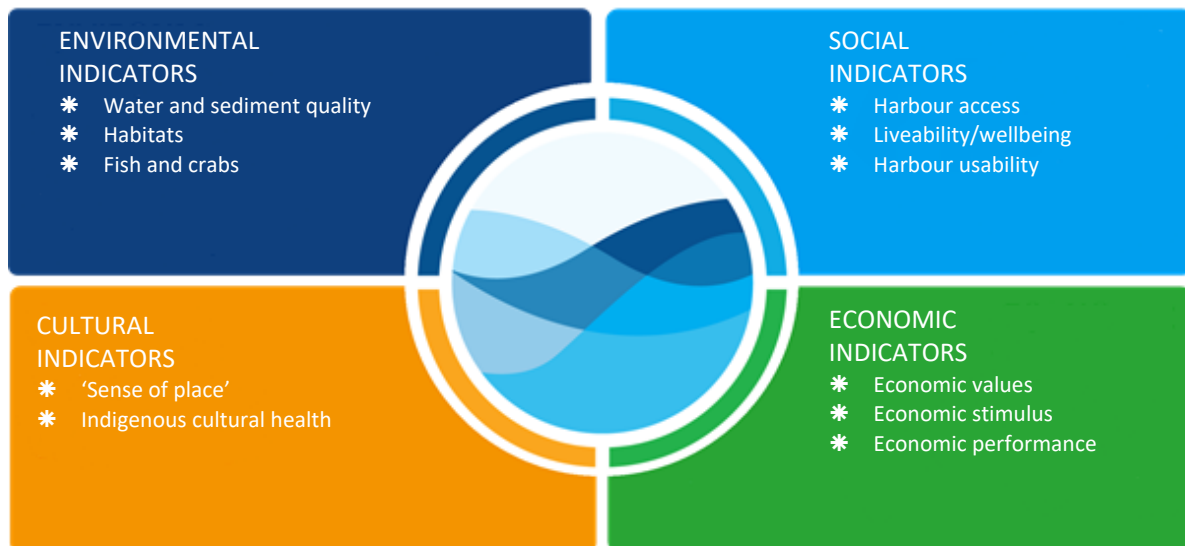 ENVIRONMENTAL
INDICATORS
✱ Water and sediment quality
✱ Habitats
✱ Fish and crabs
SOCIAL
INDICATORS
✱ Harbour access
✱ Liveability/wellbeing
✱ Harbour usability
CULTURAL
INDICATORS
✱ ‘Sense of place’
✱ Indigenous cultural health
ECONOMIC
INDICATORS
✱ Economic values
✱ Economic stimulus
✱ Economic performance